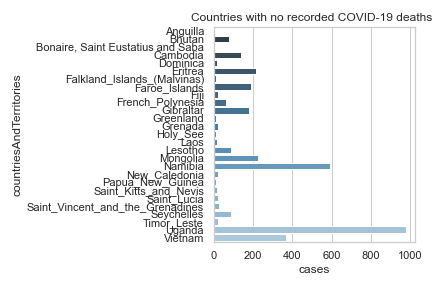 Countries with no recorded COVID-19 deaths
countriesAndTerritories
Anguilla
Bhutan
Bonaire, Saint Eustatius and Saba
Cambodia
Dominica
Eritrea
Falkland_Islands_(Malvinas)
Faroe_Islands
Fiji
French_Polynesia
Gibraltar
Greenland
Grenada
Holy_See
Laos
Lesotho
Mongolia
Namibia
New_Caledonia
Papua_New_Guinea
Saint_Kitts_and_Nevis
Saint_Lucia
Saint_Vincent_and_the_Grenadines
Seychelles
Timor_Leste
Uganda
Vietnam
0 200 400 600 800 1000
cases